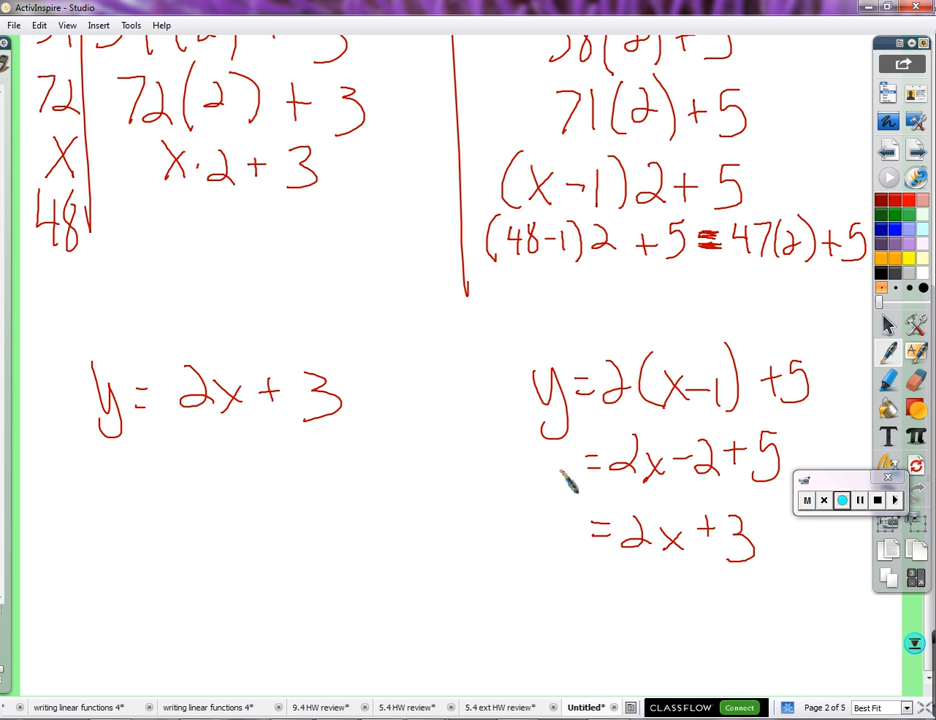 ActivInspire - Studio
File Edit View Insert Tools Help
72 72(2) + 3
x x·2 + 3
48
58(2)+5
71(2)+5
(x-1)2+5
(48-1)2 +5 = 47(2)+5
y = 2x + 3
y=2(x-1)+5
=2x-2+5
=2x+3
M
T
π
writing linear functions 4* writing linear functions 4* 9.4 HW review* 5.4 HW review* 5.4 ext HW review* Untitled* CLASSFLOW Connect Page 2 of 5 Best Fit